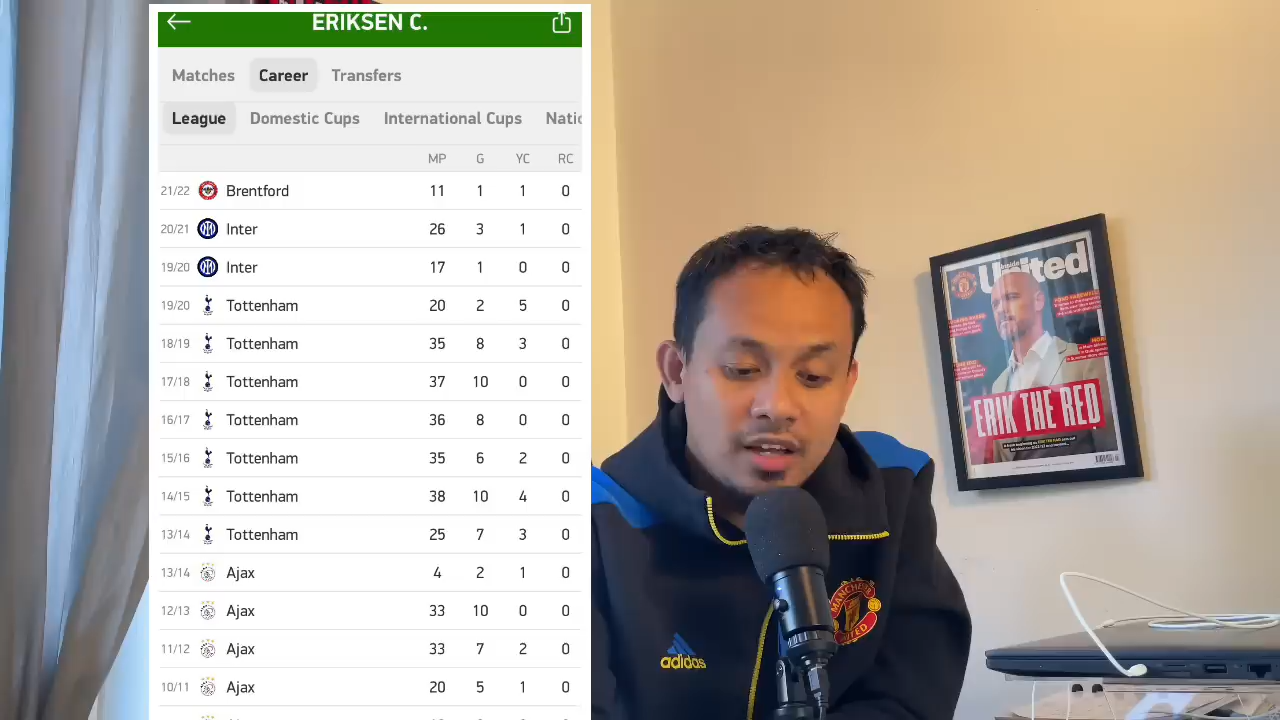 ERIKSEN C.
Matches Career Transfers
League Domestic Cups International Cups Natic
MP G YC RC
21/22 Brentford 11 1 1 0
20/21 Inter 26 3 1 0
19/20 Inter 17 1 0 0
19/20 Tottenham 20 2 5 0
18/19 Tottenham 35 8 3 0
17/18 Tottenham 37 10 0 0
16/17 Tottenham 36 8 0 0
15/16 Tottenham 35 6 2 0
14/15 Tottenham 38 10 4 0
13/14 Tottenham 25 7 3 0
13/14 Ajax 4 2 1 0
12/13 Ajax 33 10 0 0
11/12 Ajax 33 7 2 0
10/11 Ajax 20 5 1 0
Inside
United
ERIK THE RED
MANCHESTER
UNITED
adidas